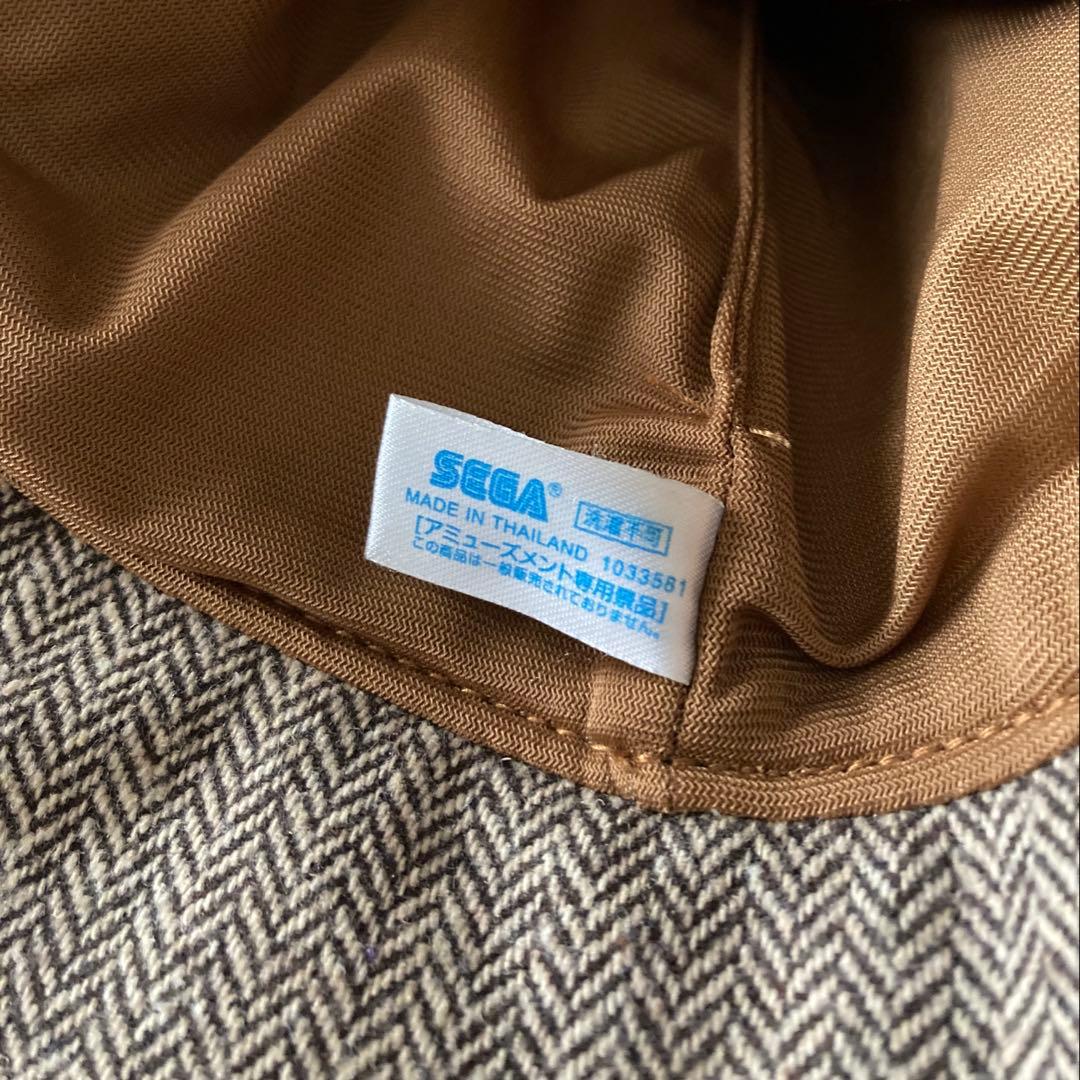 SEGA®
洗濯不可
MADE IN THAILAND 1033561
[アミューズメント専用景品]
この商品は一般販売されておりません。